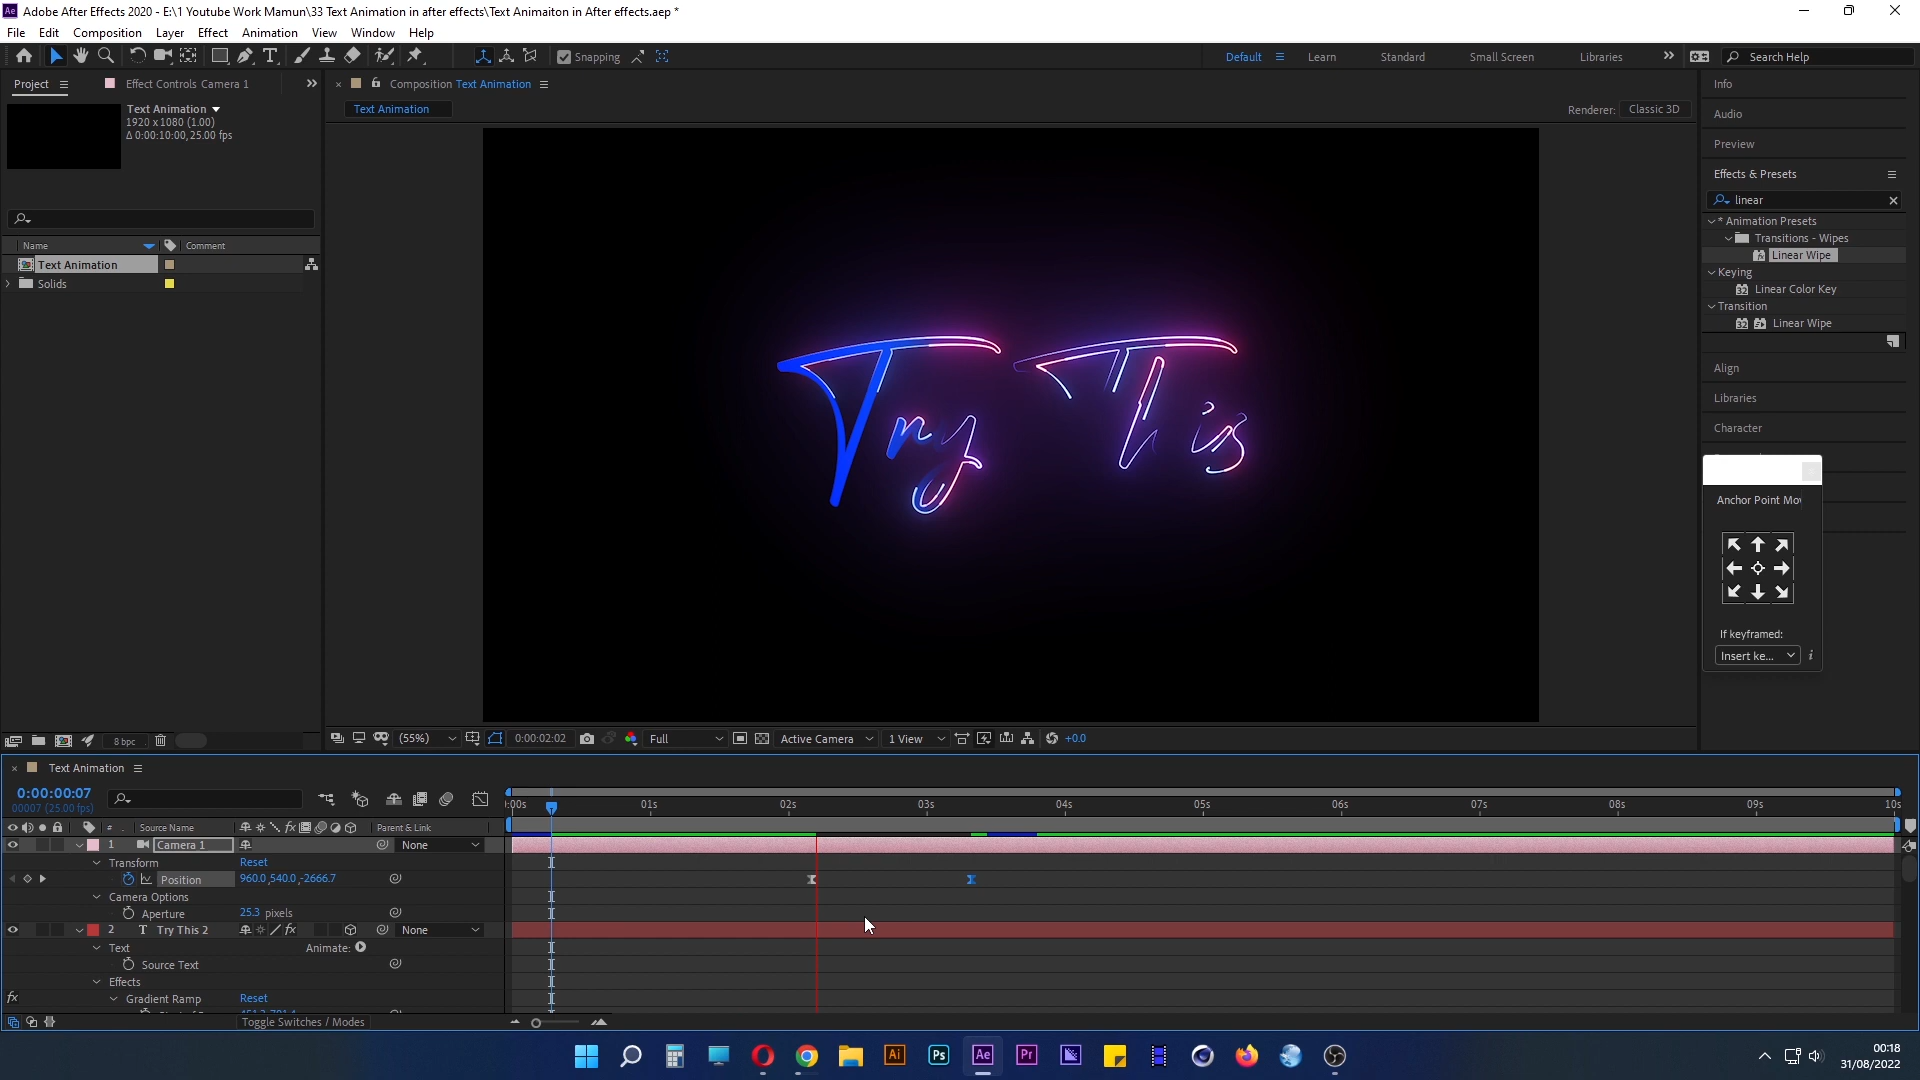 Adobe After Effects 2020 - E:\1 Youtube Work Mamun\33 Text Animation in after effects\Text Animaiton in After effects.aep *
File Edit Composition Layer Effect Animation View Window Help
Snapping
Default Learn Standard Small Screen Libraries
Search Help
Project Effect Controls Camera 1
Composition Text Animation
Info
Text Animation
1920 x 1080 (1.00)
Δ 0:00:10:00, 25.00 fps
Text Animation
Renderer: Classic 3D
Audio
Preview
Effects & Presets
linear
* Animation Presets
Transitions - Wipes
Linear Wipe
Keying
Linear Color Key
Transition
Linear Wipe
Name Comment
Text Animation
Solids
Try This
Align
Libraries
Character
Anchor Point Mov
If keyframed:
Insert ke...
8 bpc
(55%) 0:00:02:02 Full Active Camera 1 View +0.0
Text Animation
0:00:00:07
00007 (25.00 fps)
:00s 01s 02s 03s 04s 05s 06s 07s 08s 09s 10s
# Source Name Parent & Link
1 Camera 1 None
Transform Reset
Position 960.0,540.0,-2666.7
Camera Options
Aperture 25.3 pixels
2 T Try This 2 None
Text Animate:
Source Text
Effects
fx Gradient Ramp Reset
Toggle Switches / Modes
00:18
31/08/2022